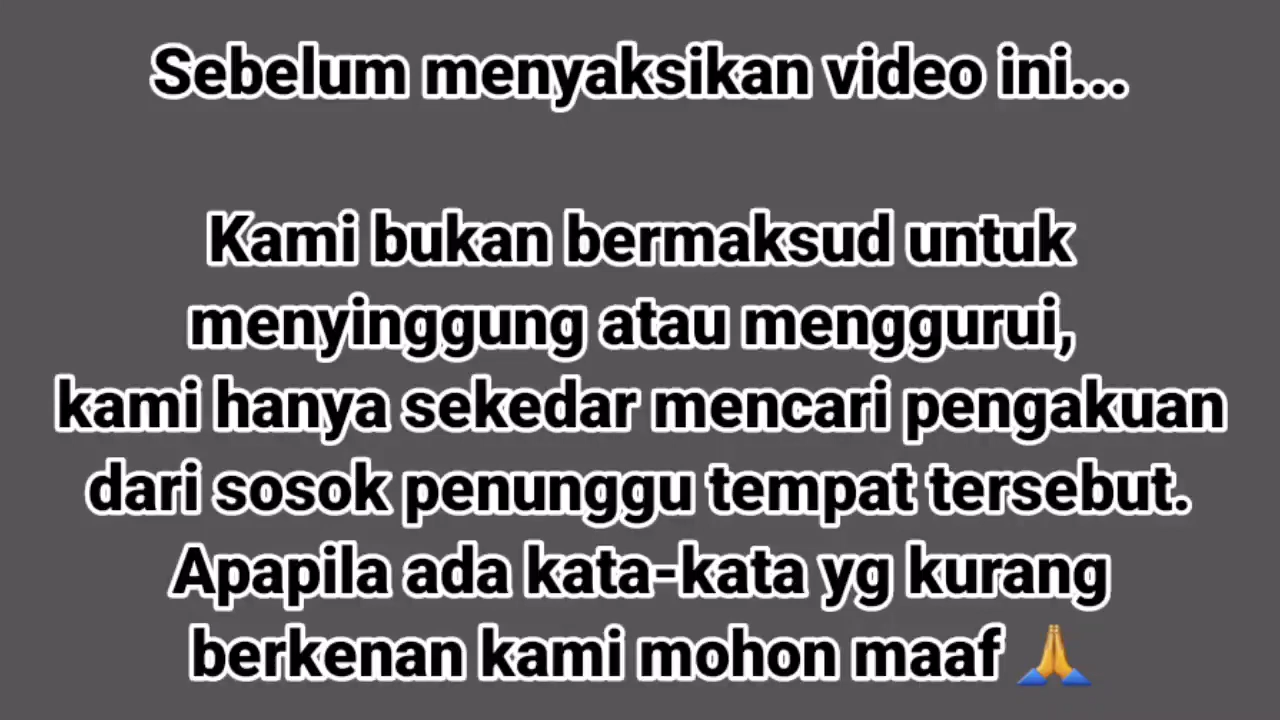 Sebelum menyaksikan video ini...
Kami bukan bermaksud untuk
menyinggung atau menggurui,
kami hanya sekedar mencari pengakuan
dari sosok penunggu tempat tersebut.
Apapila ada kata-kata yg kurang
berkenan kami mohon maaf 🙏